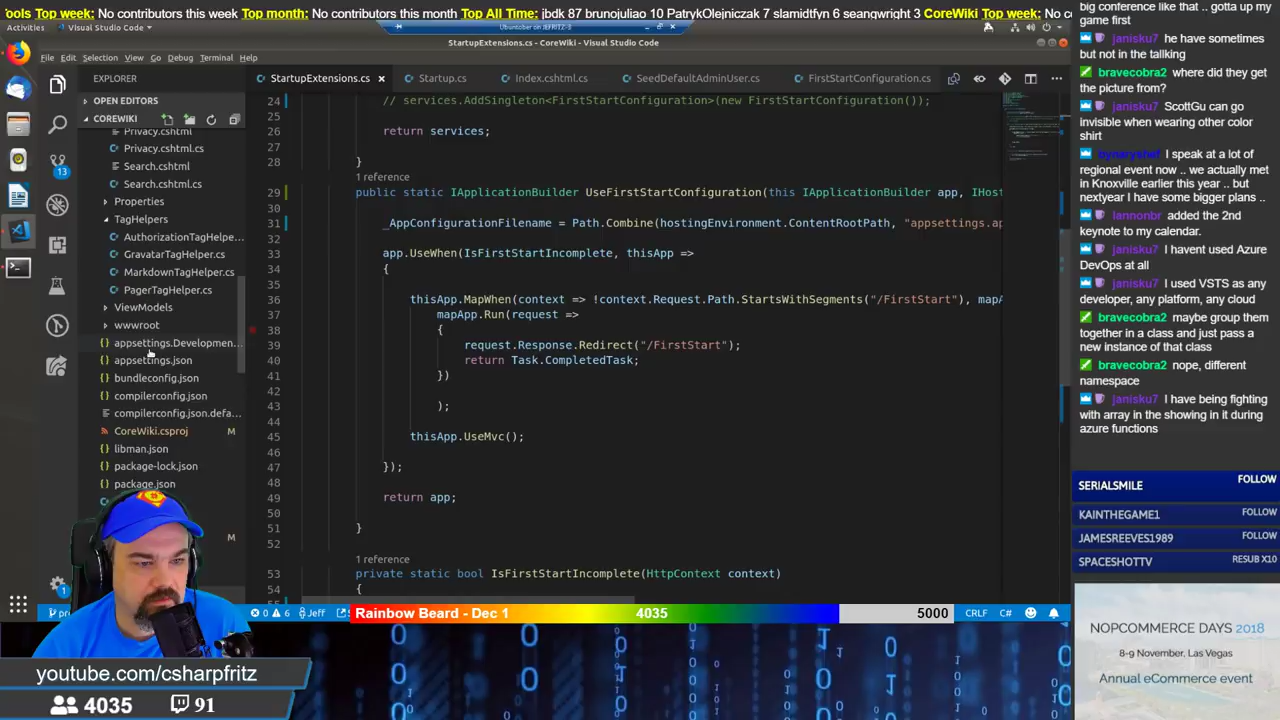 ools Top Week: No contributors this week Top month: No contributors this month Top All Time: jbdk 87 brunojuliao 10 PatrykOlejniczak 7 slamidtfyn 6 seangwright 3 CoreWiki Top week: No co
Activities
Visual Studio Code
Ubuntober on JEFRITZ-3
StartupExtensions.cs - CoreWiki - Visual Studio Code
File Edit Selection View Go Debug Terminal Help
EXPLORER
StartupExtensions.cs
Startup.cs
Index.cshtml.cs
SeedDefaultAdminUser.cs
FirstStartConfiguration.cs
OPEN EDITORS
COREWIKI
Privacy.cshtml
Privacy.cshtml.cs
Search.cshtml
Search.cshtml.cs
Properties
TagHelpers
AuthorizationTagHelpe...
GravatarTagHelper.cs
MarkdownTagHelper.cs
PagerTagHelper.cs
ViewModels
wwwroot
appsettings.Developmen...
appsettings.json
bundleconfig.json
compilerconfig.json
compilerconfig.json.defa...
CoreWiki.csproj M
libman.json
package-lock.json
package.json
M
13
1
24 // services.AddSingleton<FirstStartConfiguration>(new FirstStartConfiguration());
25
26 return services;
27
28 }
1 reference
29 public static IApplicationBuilder UseFirstStartConfiguration(this IApplicationBuilder app, IHost
30
31 _AppConfigurationFilename = Path.Combine(hostingEnvironment.ContentRootPath, "appsettings.ap
32
33 app.UseWhen(IsFirstStartIncomplete, thisApp =>
34 {
35
36 thisApp.MapWhen(context => !context.Request.Path.StartsWithSegments("/FirstStart"), mapA
37 mapApp.Run(request =>
38 {
39 request.Response.Redirect("/FirstStart");
40 return Task.CompletedTask;
41 })
42
43 );
44
45 thisApp.UseMvc();
46
47 });
48
49 return app;
50
51 }
52
1 reference
53 private static bool IsFirstStartIncomplete(HttpContext context)
54 {
0 6 Jeff
Rainbow Beard - Dec 1 4035 5000
CRLF C#
big conference like that .. gotta up my
game first
janisku7 he have sometimes
but not in the tallking
bravecobra2 where did they get
the picture from?
janisku7 ScottGu can go
invisible when wearing other color
shirt
I speak at a lot of
regional event now .. we actually met
in Knoxville earlier this year .. but
nextyear I have some bigger plans ..
lannonbr added the 2nd
keynote to my calendar.
janisku7 I havent used Azure
DevOps at all
janisku7 I used VSTS as any
developer, any platform, any cloud
bravecobra2 maybe group them
together in a class and just pass a
new instance of that class
bravecobra2 nope, different
namespace
janisku7 I have being fighting
with array in the showing in it during
azure functions
SERIALSMILE FOLLOW
KAINTHEGAME1 FOLLOW
JAMESREEVES1989 FOLLOW
SPACESHOTTV RESUB X10
NOPCOMMERCE DAYS 2018
8-9 November, Las Vegas
Annual eCommerce event
youtube.com/csharpfritz
4035 91